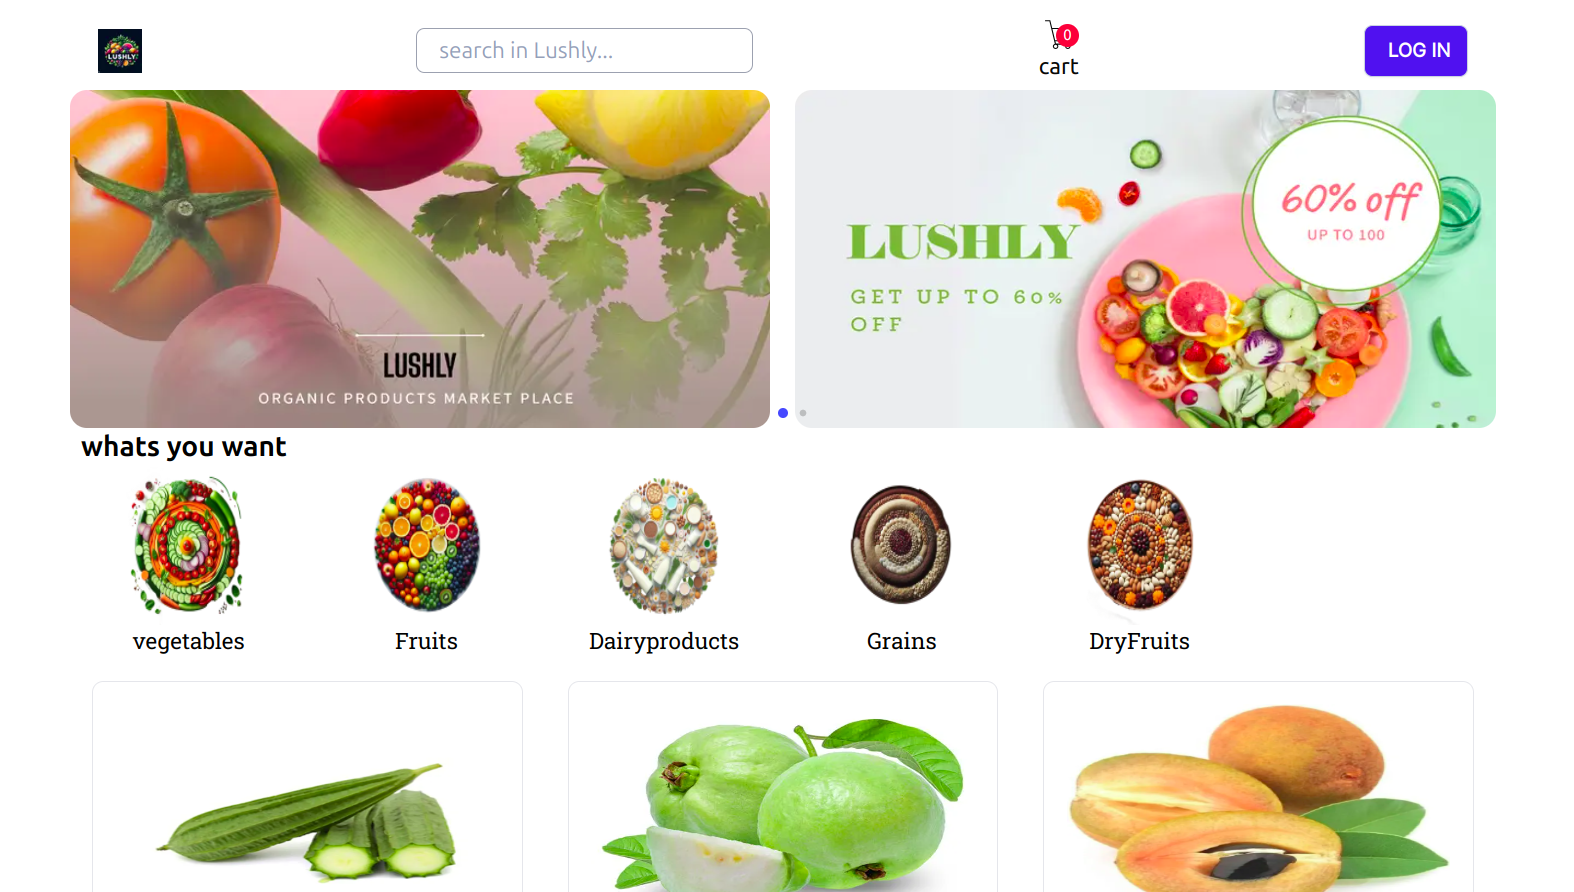 LUSHLY
search in Lushly...
0
cart
LOG IN
LUSHLY
ORGANIC PRODUCTS MARKET PLACE
LUSHLY
GET UP TO 60%
OFF
60% off
UP TO 100
whats you want
vegetables
Fruits
Dairyproducts
Grains
DryFruits